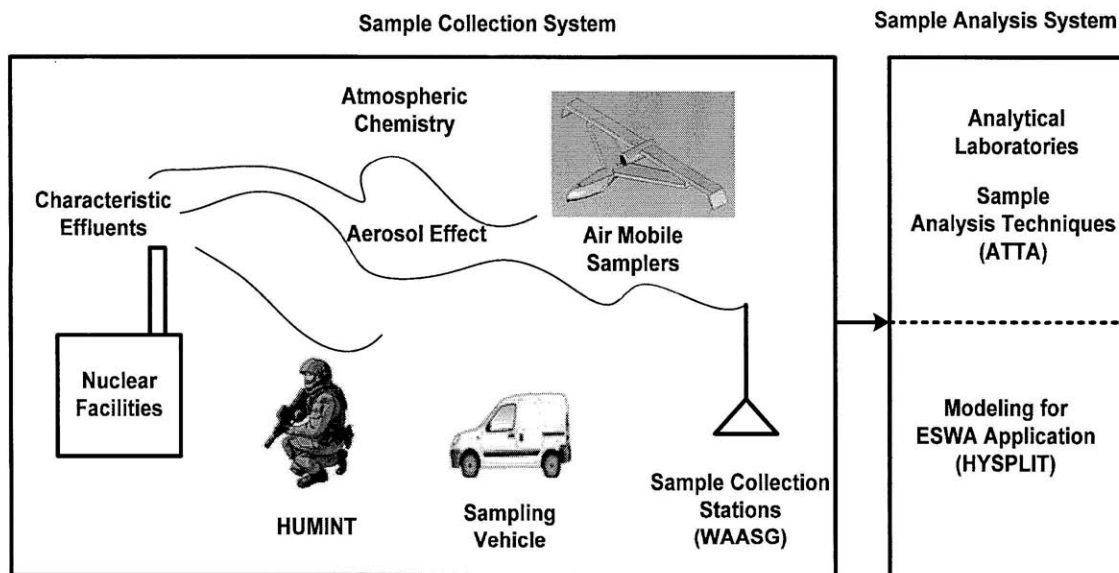 Sample Collection System
Sample Analysis System
Atmospheric
Chemistry
Characteristic
Effluents
Aerosol Effect
Air Mobile
Samplers
Nuclear
Facilities
HUMINT
Sampling
Vehicle
Sample Collection
Stations
(WAASG)
Analytical
Laboratories
Sample
Analysis Techniques
(ATTA)
Modeling for
ESWA Application
(HYSPLIT)